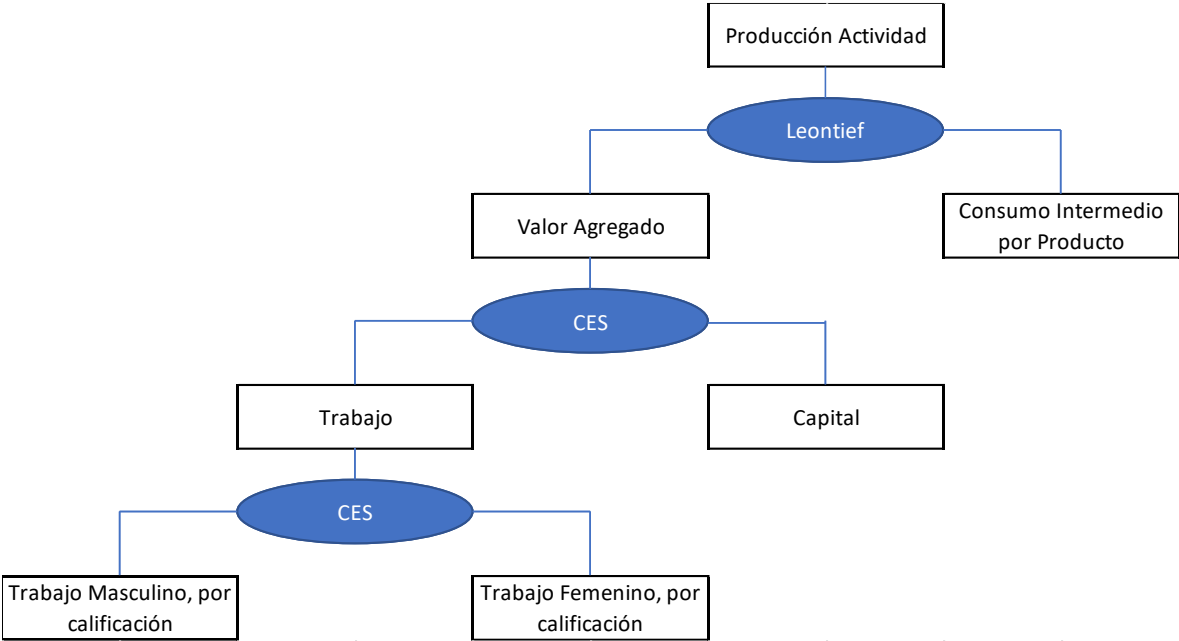 Producción Actividad
Leontief
Valor Agregado
Consumo Intermedio
por Producto
CES
Trabajo
Capital
CES
Trabajo Masculino, por
calificación
Trabajo Femenino, por
calificación